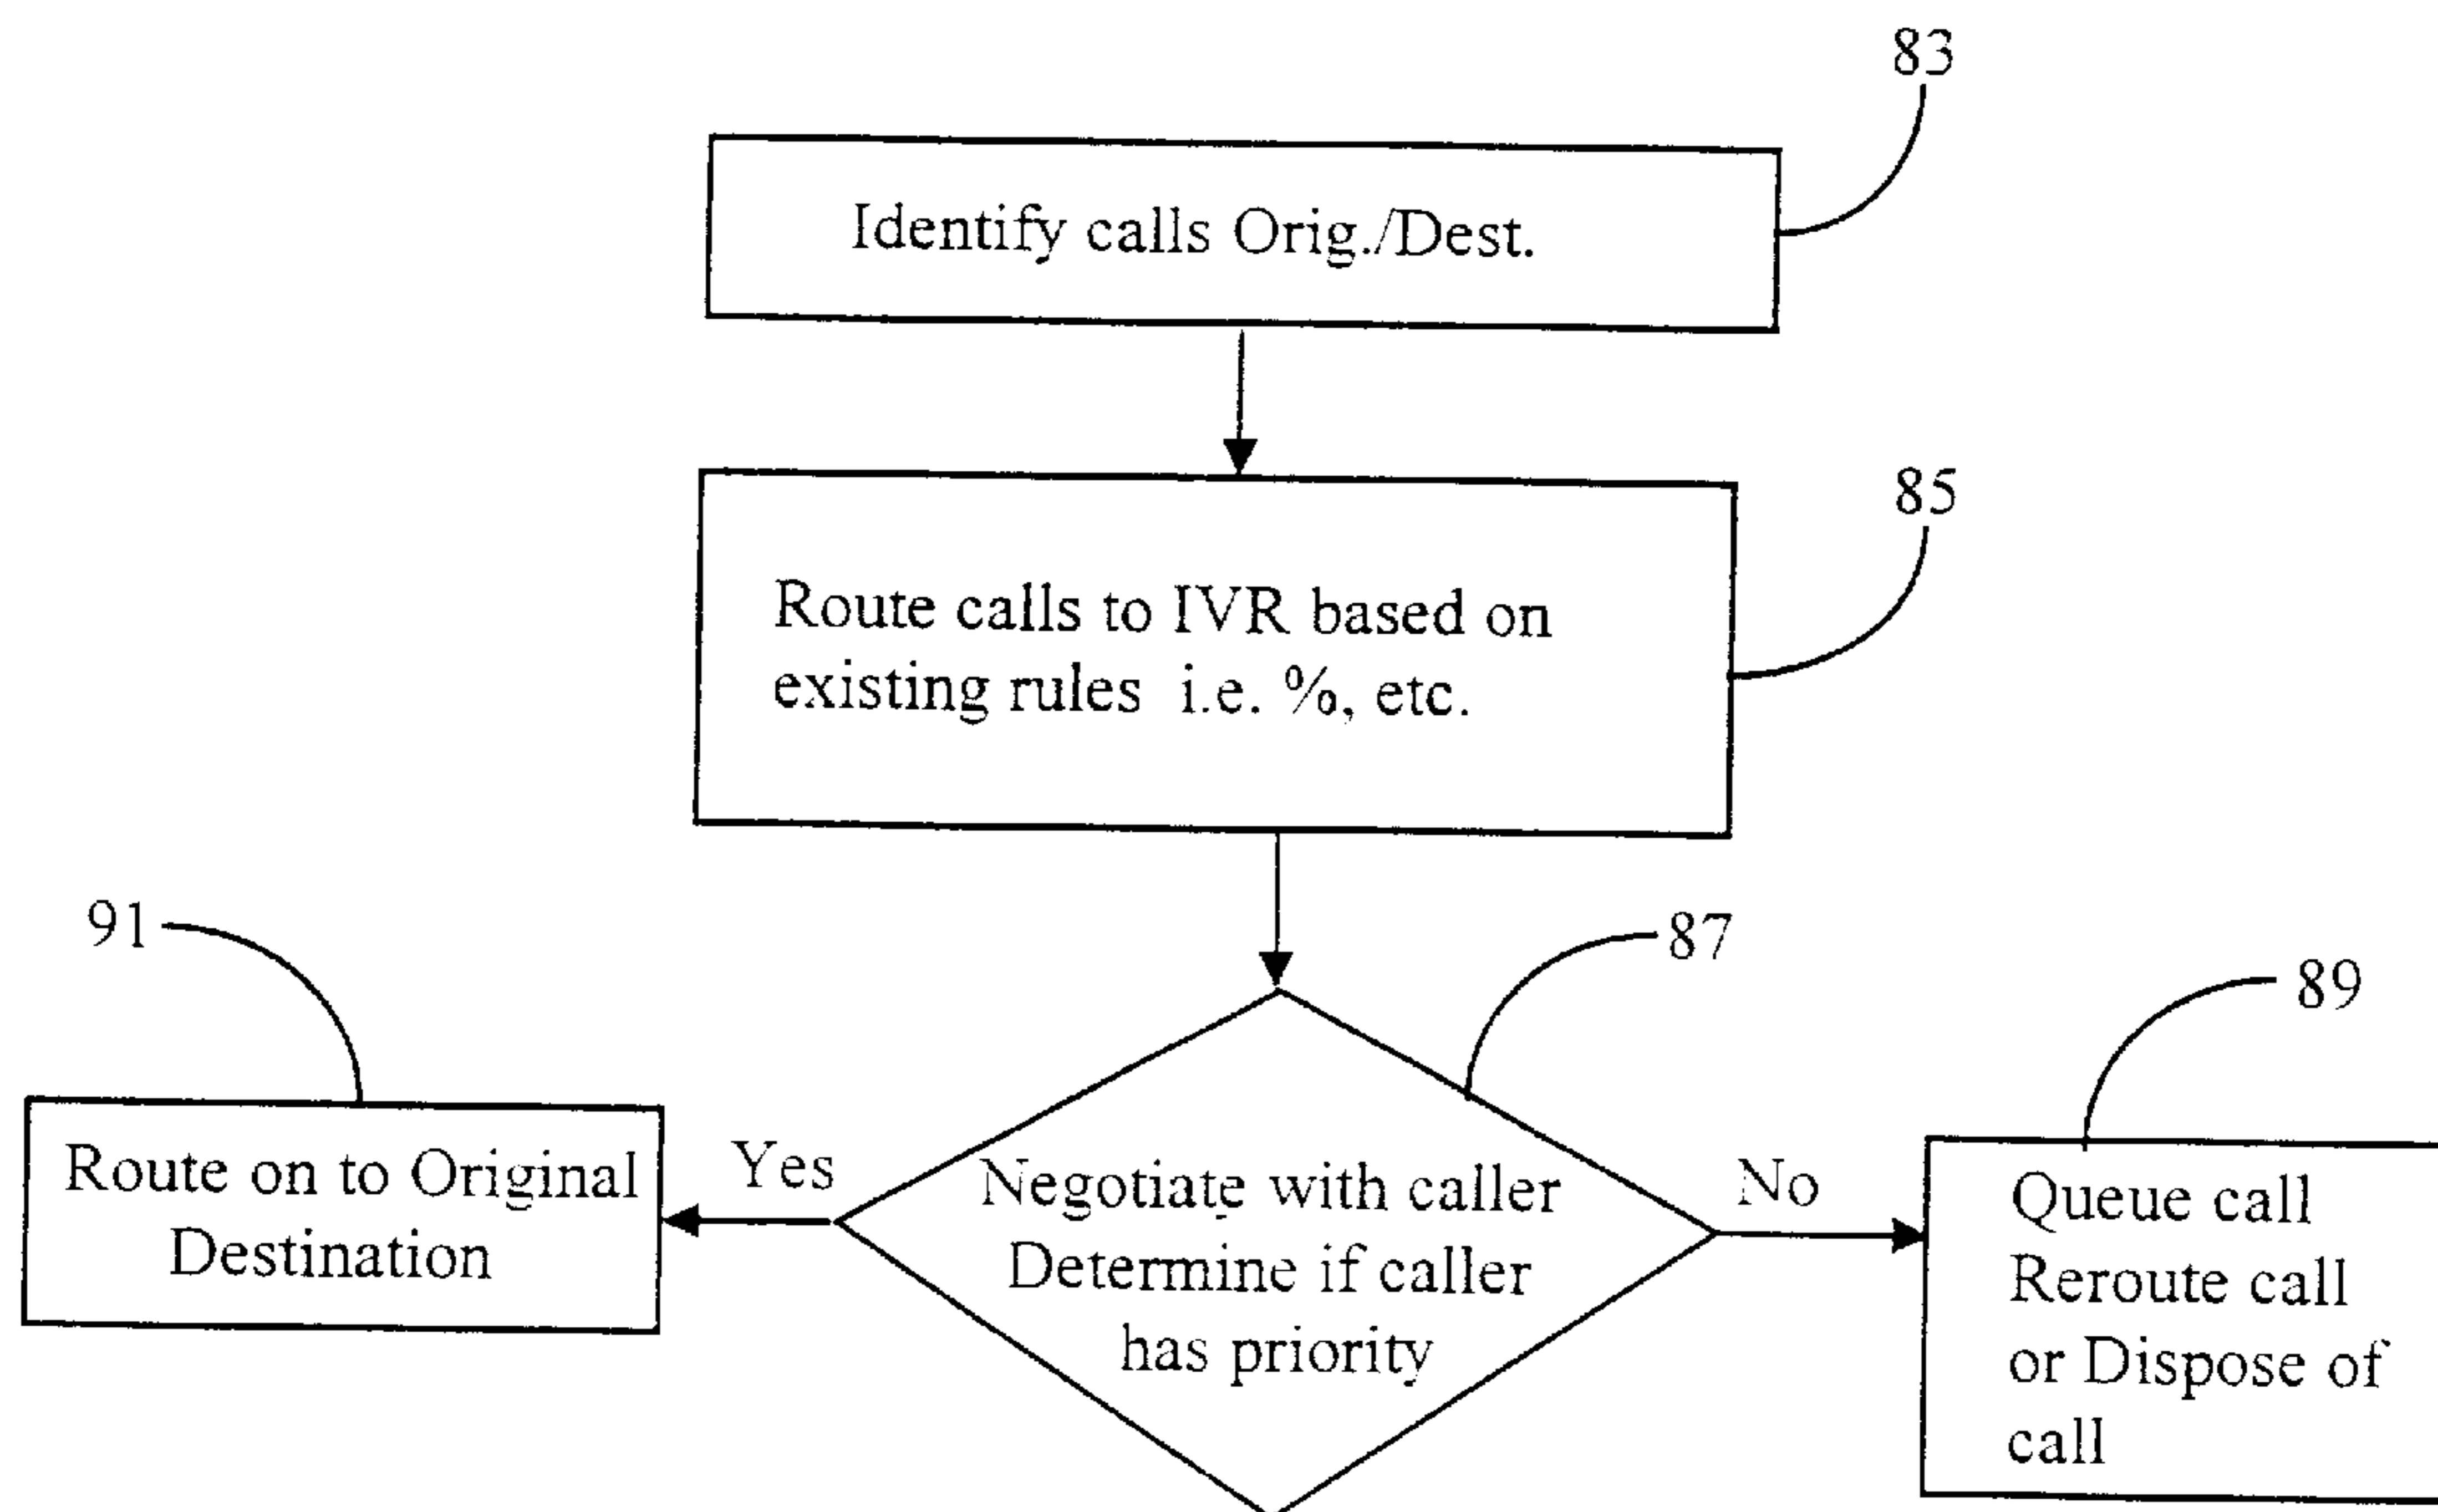 83
Identify calls Orig./Dest.
85
Route calls to IVR based on
existing rules i.e. %, etc.
91
87
89
Route on to Original
Destination
Yes
Negotiate with caller
Determine if caller
has priority
No
Queue call
Reroute call
or Dispose of
call